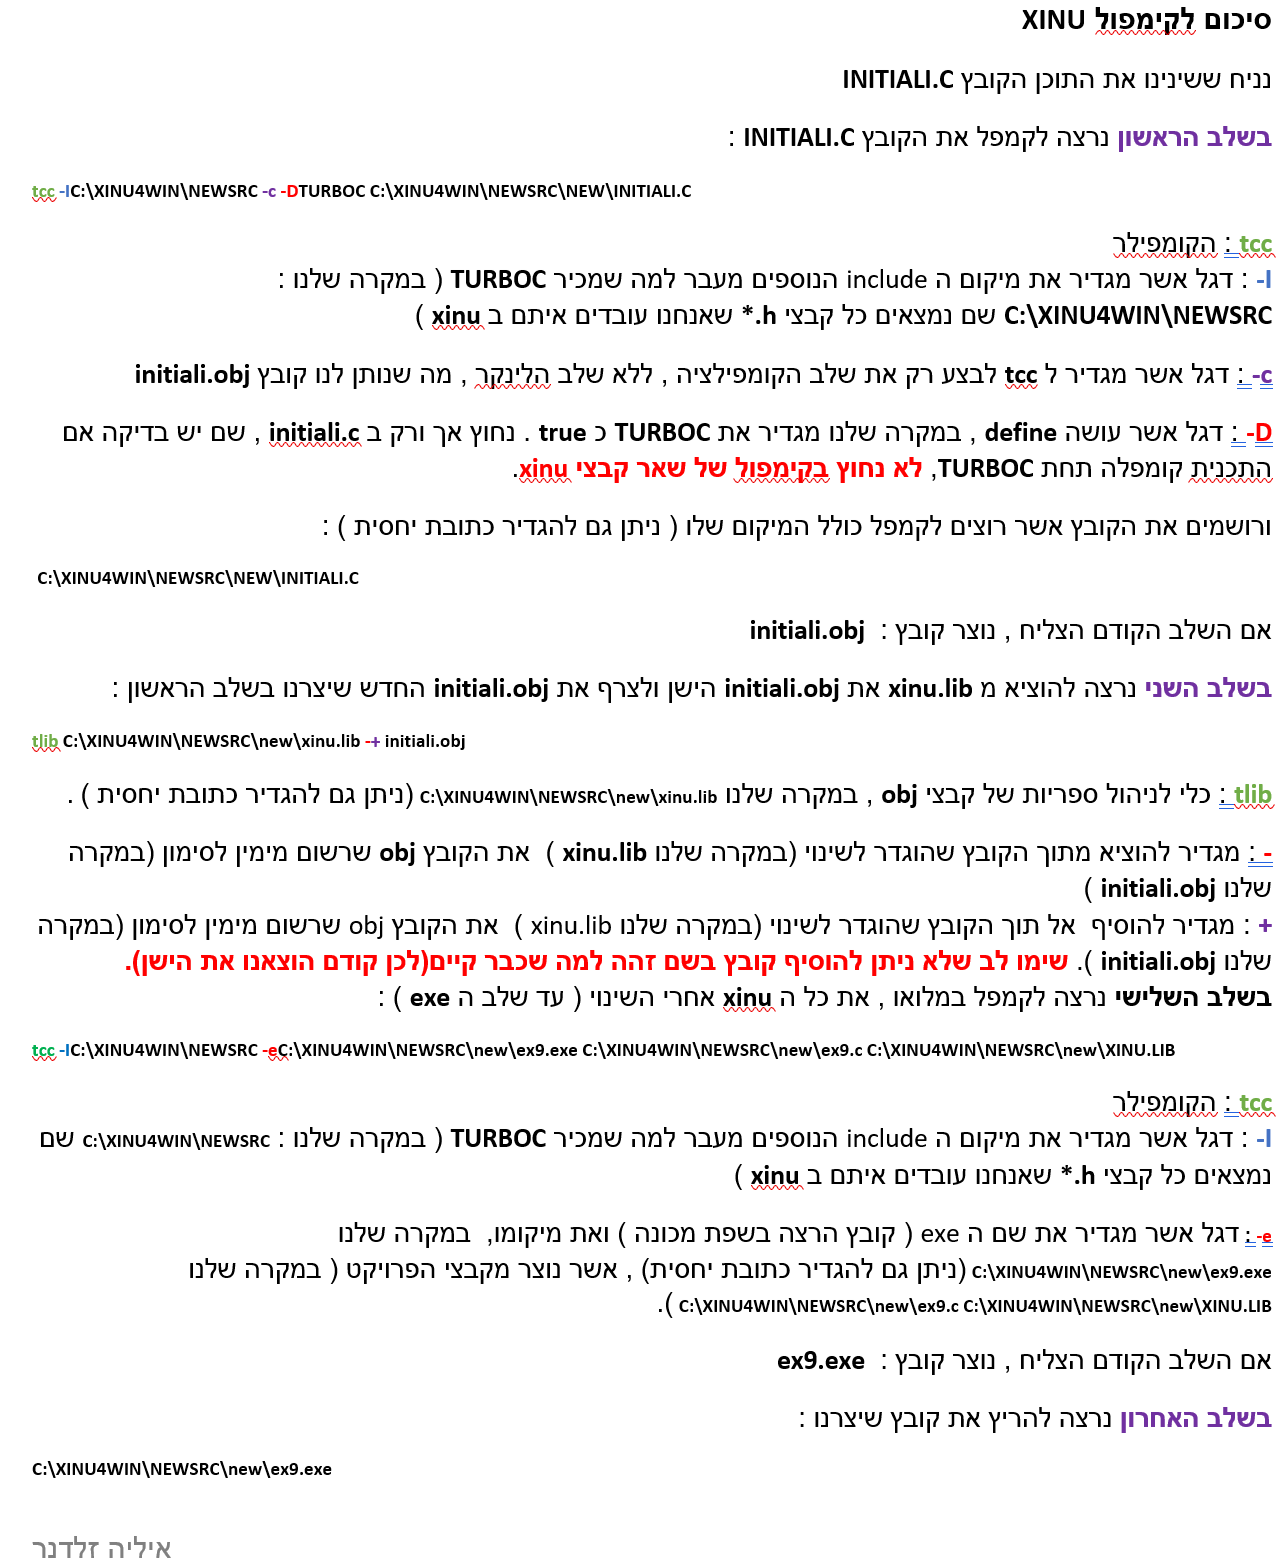 סיכום לקימפול XINU
נניח ששינינו את התוכן הקובץ INITIALI.C
בשלב הראשון נרצה לקמפל את הקובץ INITIALI.C :
tcc -IC:\XINU4WIN\NEWSRC -c -DTURBOC C:\XINU4WIN\NEWSRC\NEW\INITIALI.C
tcc : הקומפילר
-I : דגל אשר מגדיר את מיקום ה include הנוספים מעבר למה שמכיר TURBOC ( במקרה שלנו :
C:\XINU4WIN\NEWSRC שם נמצאים כל קבצי *.h שאנחנו עובדים איתם ב xinu )
-c : דגל אשר מגדיר ל tcc לבצע רק את שלב הקומפילציה , ללא שלב הלינקר , מה שנותן לנו קובץ initiali.obj
-D : דגל אשר עושה define , במקרה שלנו מגדיר את TURBOC כ true . נחוץ אך ורק ב initiali.c , שם יש בדיקה אם
התכנית קומפלה תחת TURBOC, לא נחוץ בקימפול של שאר קבצי xinu.
ורושמים את הקובץ אשר רוצים לקמפל כולל המיקום שלו ( ניתן גם להגדיר כתובת יחסית ) :
C:\XINU4WIN\NEWSRC\NEW\INITIALI.C
אם השלב הקודם הצליח , נוצר קובץ : initiali.obj
בשלב השני נרצה להוציא מ xinu.lib את initiali.obj הישן ולצרף את initiali.obj החדש שיצרנו בשלב הראשון :
tlib C:\XINU4WIN\NEWSRC\new\xinu.lib -+ initiali.obj
tlib : כלי לניהול ספריות של קבצי obj , במקרה שלנו C:\XINU4WIN\NEWSRC\new\xinu.lib (ניתן גם להגדיר כתובת יחסית ) .
- : מגדיר להוציא מתוך הקובץ שהוגדר לשינוי (במקרה שלנו xinu.lib ) את הקובץ obj שרשום מימין לסימון (במקרה
שלנו initiali.obj )
+ : מגדיר להוסיף אל תוך הקובץ שהוגדר לשינוי (במקרה שלנו xinu.lib ) את הקובץ obj שרשום מימין לסימון (במקרה
שלנו initiali.obj ). שימו לב שלא ניתן להוסיף קובץ בשם זהה למה שכבר קיים(לכן קודם הוצאנו את הישן).
בשלב השלישי נרצה לקמפל במלואו , את כל ה xinu אחרי השינוי ( עד שלב ה exe ) :
tcc -IC:\XINU4WIN\NEWSRC -eC:\XINU4WIN\NEWSRC\new\ex9.exe C:\XINU4WIN\NEWSRC\new\ex9.c C:\XINU4WIN\NEWSRC\new\XINU.LIB
tcc : הקומפילר
-I : דגל אשר מגדיר את מיקום ה include הנוספים מעבר למה שמכיר TURBOC ( במקרה שלנו : C:\XINU4WIN\NEWSRC שם
נמצאים כל קבצי *.h שאנחנו עובדים איתם ב xinu )
-e : דגל אשר מגדיר את שם ה exe ( קובץ הרצה בשפת מכונה ) ואת מיקומו, במקרה שלנו
C:\XINU4WIN\NEWSRC\new\ex9.exe (ניתן גם להגדיר כתובת יחסית) , אשר נוצר מקבצי הפרויקט ( במקרה שלנו
C:\XINU4WIN\NEWSRC\new\ex9.c C:\XINU4WIN\NEWSRC\new\XINU.LIB ).
אם השלב הקודם הצליח , נוצר קובץ : ex9.exe
בשלב האחרון נרצה להריץ את קובץ שיצרנו :
C:\XINU4WIN\NEWSRC\new\ex9.exe
איליה זלדנר